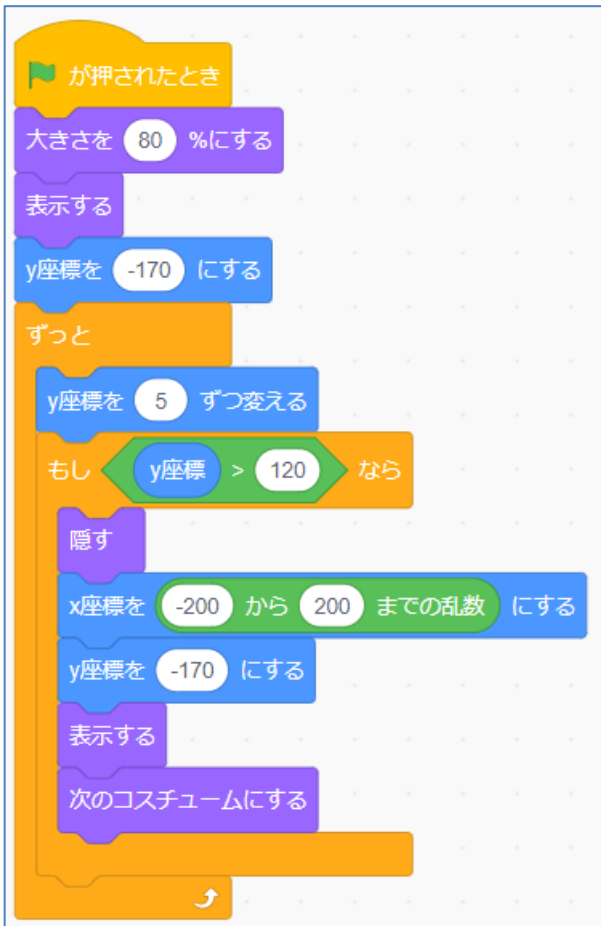 が押されたとき
大きさを 80 %にする
表示する
y座標を -170 にする
ずっと
y座標を 5 ずつ変える
もし y座標 > 120 なら
隠す
x座標を -200 から 200 までの乱数 にする
y座標を -170 にする
表示する
次のコスチュームにする